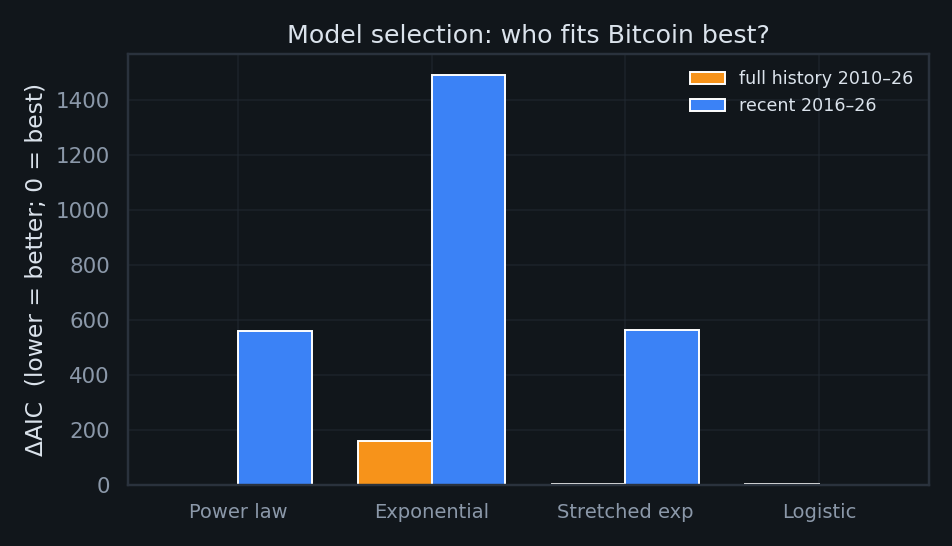 Model selection: who fits Bitcoin best?
full history 2010–26
recent 2016–26
ΔAIC  (lower = better; 0 = best)
1400
1200
1000
800
600
400
200
0
Power law
Exponential
Stretched exp
Logistic